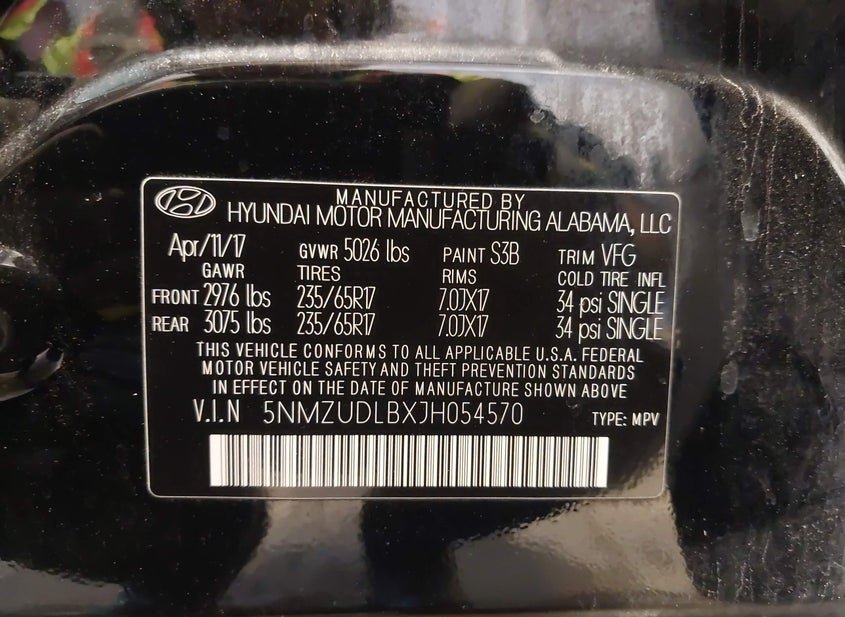 MANUFACTURED BY
HYUNDAI MOTOR MANUFACTURING ALABAMA, LLC
Apr/11/17 GVWR 5026 lbs PAINT S3B TRIM VFG
GAWR TIRES RIMS COLD TIRE INFL
FRONT 2976 lbs 235/65R17 7.0JX17 34 psi SINGLE
REAR 3075 lbs 235/65R17 7.0JX17 34 psi SINGLE
THIS VEHICLE CONFORMS TO ALL APPLICABLE U.S.A. FEDERAL
MOTOR VEHICLE SAFETY AND THEFT PREVENTION STANDARDS
IN EFFECT ON THE DATE OF MANUFACTURE SHOWN ABOVE
V.I.N 5NMZUDLBXJH054570 TYPE: MPV